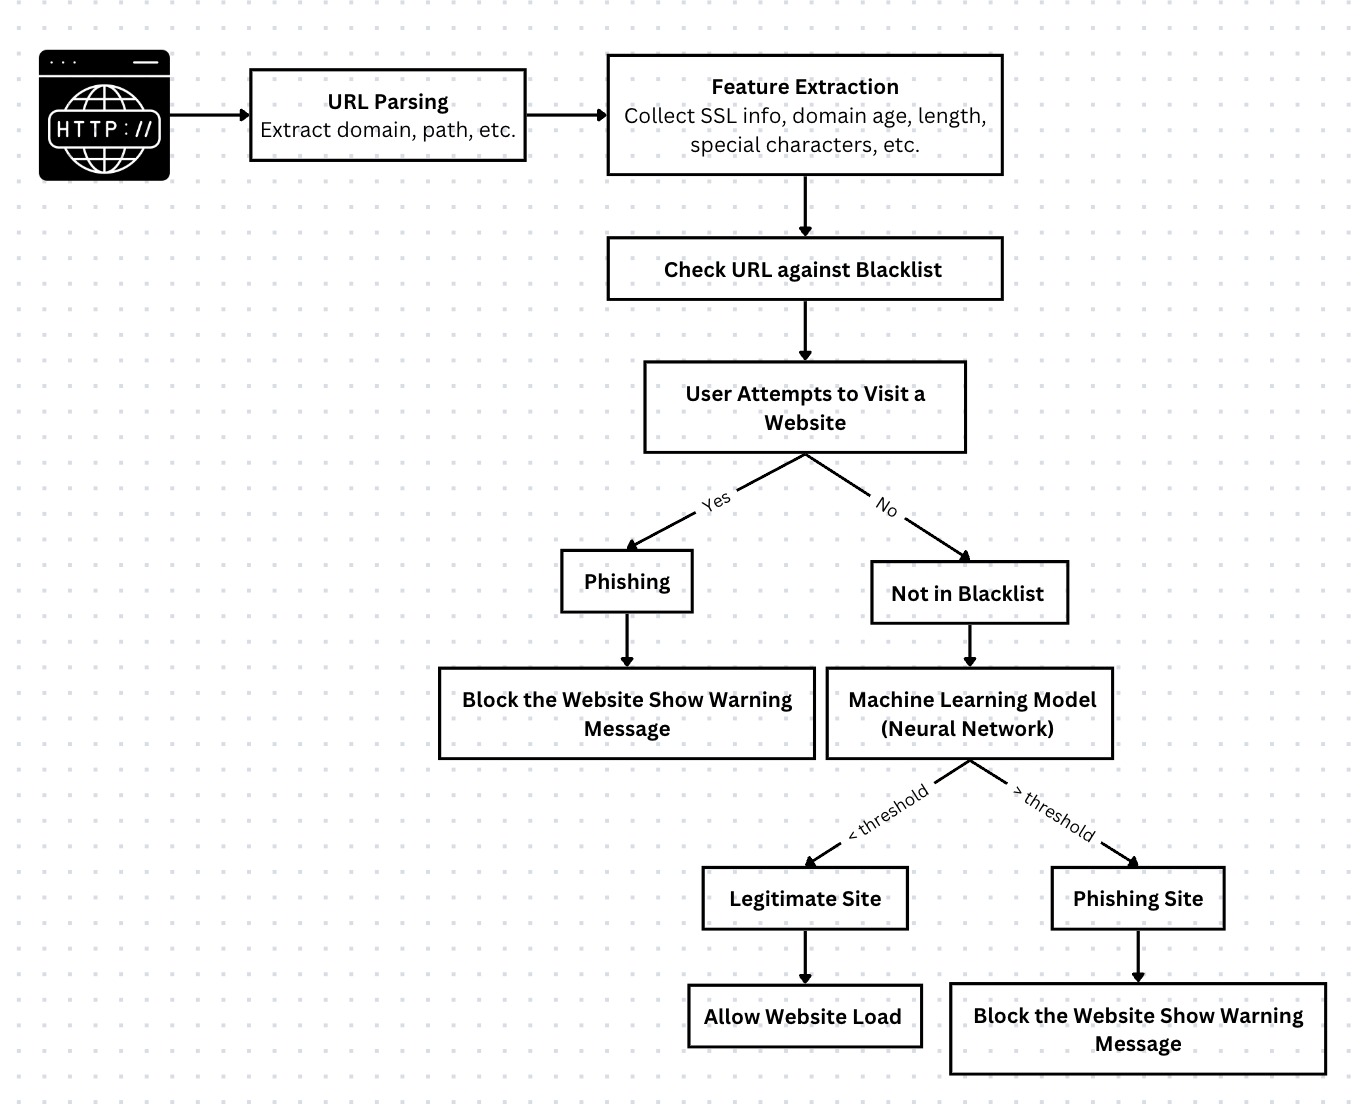 HTTP://
URL Parsing
Extract domain, path, etc.
Feature Extraction
Collect SSL info, domain age, length,
special characters, etc.
Check URL against Blacklist
User Attempts to Visit a
Website
Yes
No
Phishing
Not in Blacklist
Block the Website Show Warning
Message
Machine Learning Model
(Neural Network)
< threshold
> threshold
Legitimate Site
Phishing Site
Allow Website Load
Block the Website Show Warning
Message